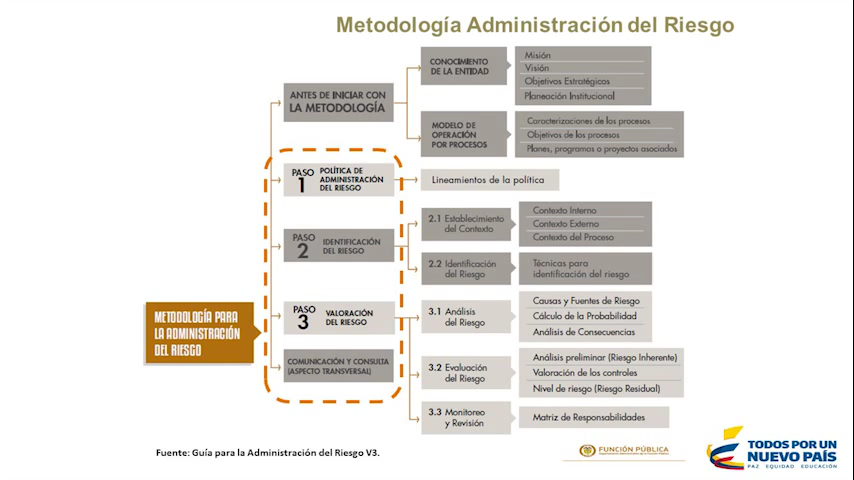 Metodología Administración del Riesgo
ANTES DE INICIAR CON
LA METODOLOGÍA
CONOCIMIENTO
DE LA ENTIDAD
Misión
Visión
Objetivos Estratégicos
Planeación Institucional
MODELO DE
OPERACIÓN
POR PROCESOS
Caracterizaciones de los procesos
Objetivos de los procesos
Planes, programas o proyectos asociados
PASO
1
POLÍTICA DE
ADMINISTRACIÓN
DEL RIESGO
Lineamientos de la política
PASO
2
IDENTIFICACIÓN
DEL RIESGO
2.1 Establecimiento
del Contexto
Contexto Interno
Contexto Externo
Contexto del Proceso
2.2 Identificación
del Riesgo
Técnicas para
identificación del riesgo
METODOLOGÍA PARA
LA ADMINISTRACIÓN
DEL RIESGO
PASO
3
VALORACIÓN
DEL RIESGO
3.1 Análisis
del Riesgo
Causas y Fuentes de Riesgo
Cálculo de la Probabilidad
Análisis de Consecuencias
3.2 Evaluación
del Riesgo
Análisis preliminar (Riesgo Inherente)
Valoración de los controles
Nivel de riesgo (Riesgo Residual)
3.3 Monitoreo
y Revisión
Matriz de Responsabilidades
COMUNICACIÓN Y CONSULTA
(ASPECTO TRANSVERSAL)
Fuente: Guía para la Administración del Riesgo V3.
FUNCIÓN PÚBLICA
TODOS POR UN
NUEVO PAÍS
PAZ EQUIDAD EDUCACIÓN